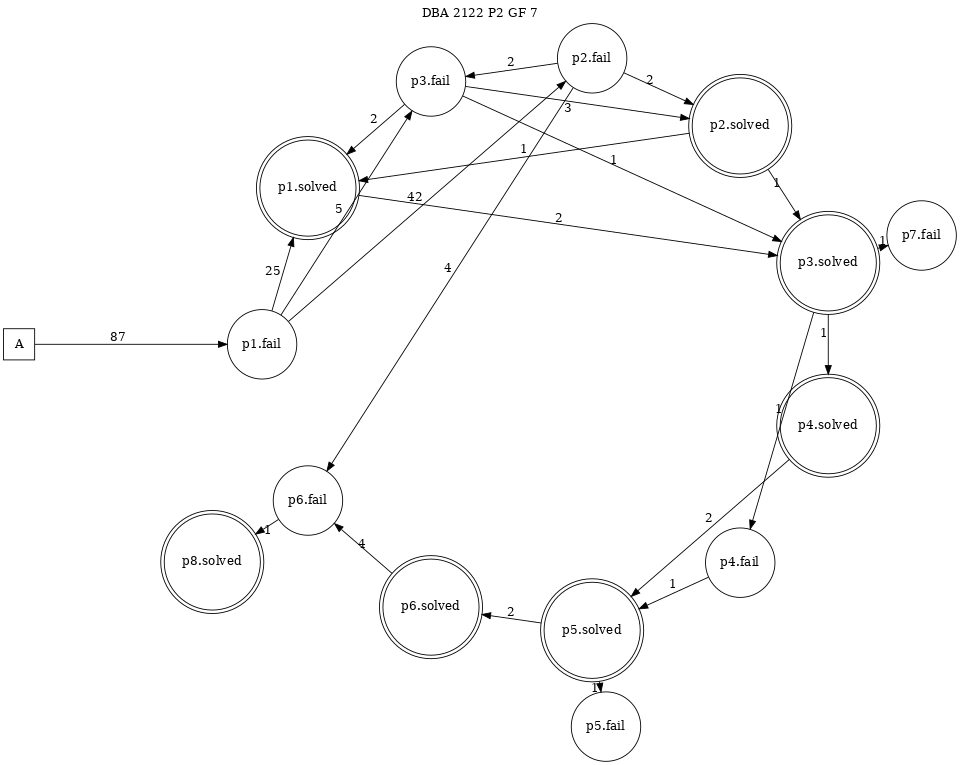 DBA 2122 P2 GF 7
p2.fail
2
p3.fail
2
3
p2.solved
2
1
1
p1.solved
1
5
42
2
p7.fail
1
p3.solved
25
4
87
1
A
p1.fail
1
p4.solved
p6.fail
2
1
4
p8.solved
p4.fail
1
p6.solved
2
p5.solved
1
p5.fail